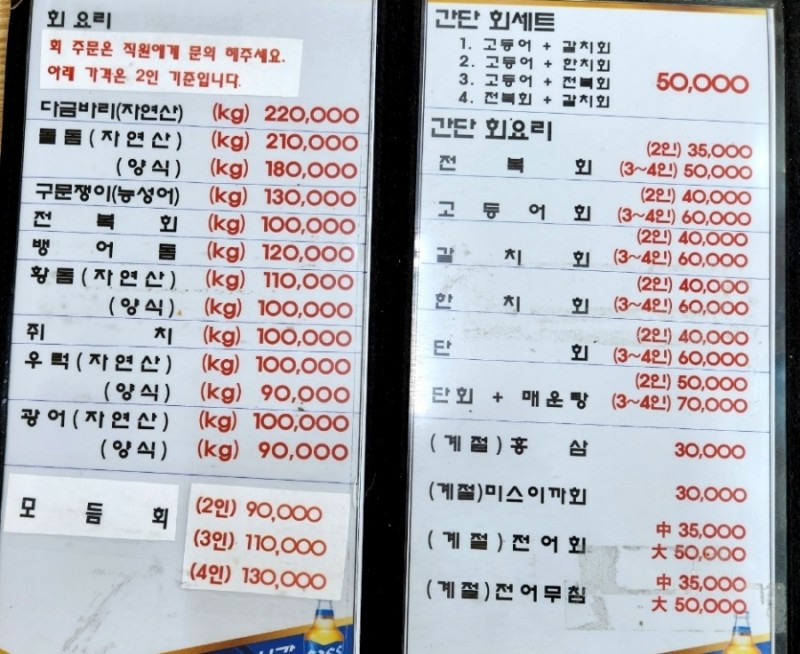 회 요리
회 주문은 직원에게 문의 해주세요.
아래 가격은 2인 기준입니다.
다금바리(자연산) (kg) 220,000
돌돔(자연산) (kg) 210,000
(양식) (kg) 180,000
구문쟁이(능성어) (kg) 130,000
전복회 (kg) 100,000
뱅어돔 (kg) 120,000
황돔(자연산) (kg) 110,000
(양식) (kg) 100,000
쥐치 (kg) 100,000
우럭(자연산) (kg) 100,000
(양식) (kg) 90,000
광어(자연산) (kg) 100,000
(양식) (kg) 90,000
모듬회 (2인) 90,000
(3인) 110,000
(4인) 130,000
간단 회세트
1. 고등어 + 갈치회
2. 고등어 + 한치회
3. 고등어 + 전복회 50,000
4. 전복회 + 갈치회
간단 회요리
전복회 (2인) 35,000
(3~4인) 50,000
고등어회 (2인) 40,000
(3~4인) 60,000
갈치회 (2인) 40,000
(3~4인) 60,000
한치회 (2인) 40,000
(3~4인) 60,000
단회 (2인) 40,000
(3~4인) 60,000
단회 + 매운탕 (2인) 50,000
(3~4인) 70,000
(계절)홍삼 30,000
(계절)미스이까회 30,000
(계절)전어회 中 35,000
大 50,000
(계절)전어무침 中 35,000
大 50,000